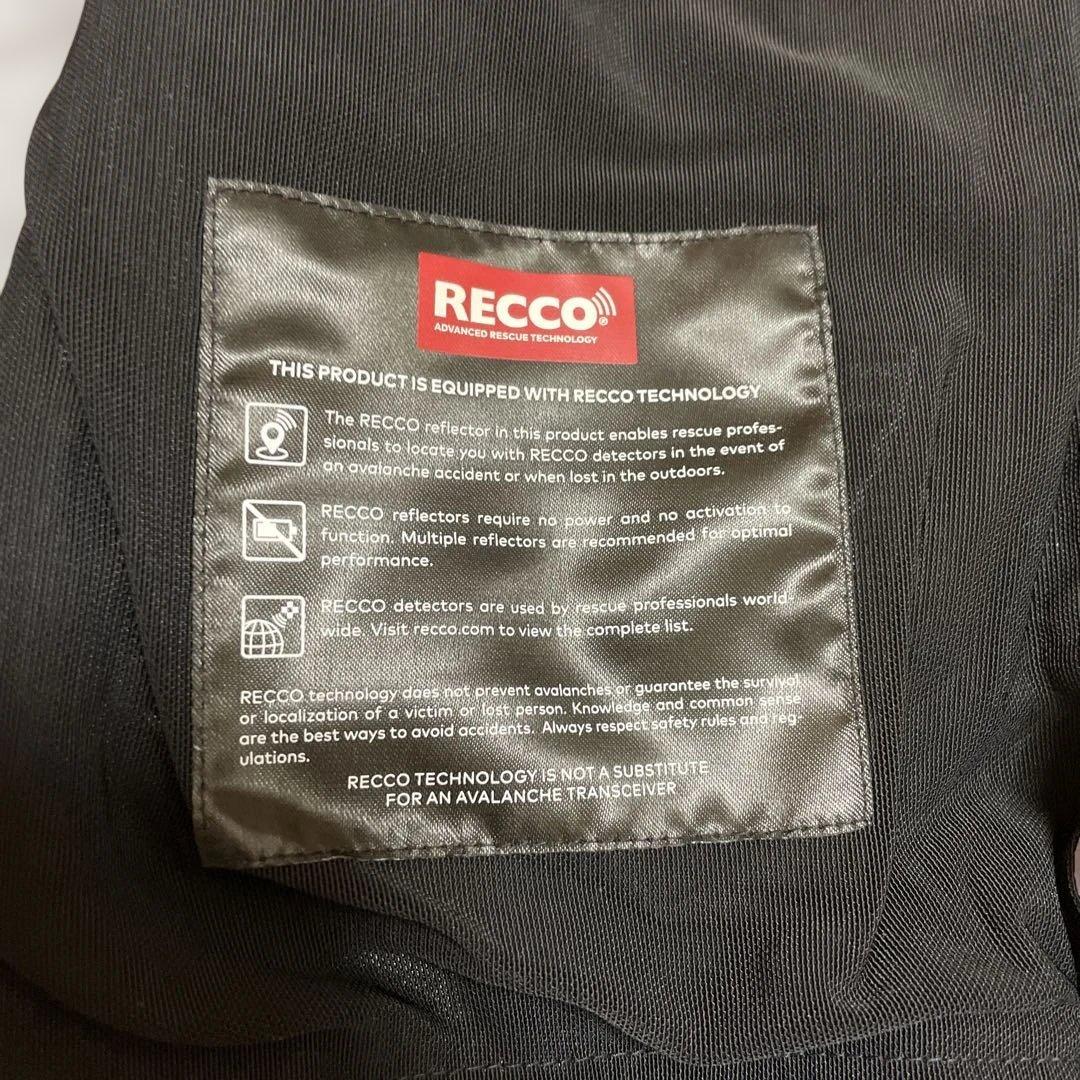 RECCO®
ADVANCED RESCUE TECHNOLOGY
THIS PRODUCT IS EQUIPPED WITH RECCO TECHNOLOGY
The RECCO reflector in this product enables rescue profes-
sionals to locate you with RECCO detectors in the event of
an avalanche accident or when lost in the outdoors.
RECCO reflectors require no power and no activation to
function. Multiple reflectors are recommended for optimal
performance.
RECCO detectors are used by rescue professionals world-
wide. Visit recco.com to view the complete list.
RECCO technology does not prevent avalanches or guarantee the survival
or localization of a victim or lost person. Knowledge and common sense
are the best ways to avoid accidents. Always respect safety rules and reg-
ulations.
RECCO TECHNOLOGY IS NOT A SUBSTITUTE
FOR AN AVALANCHE TRANSCEIVER